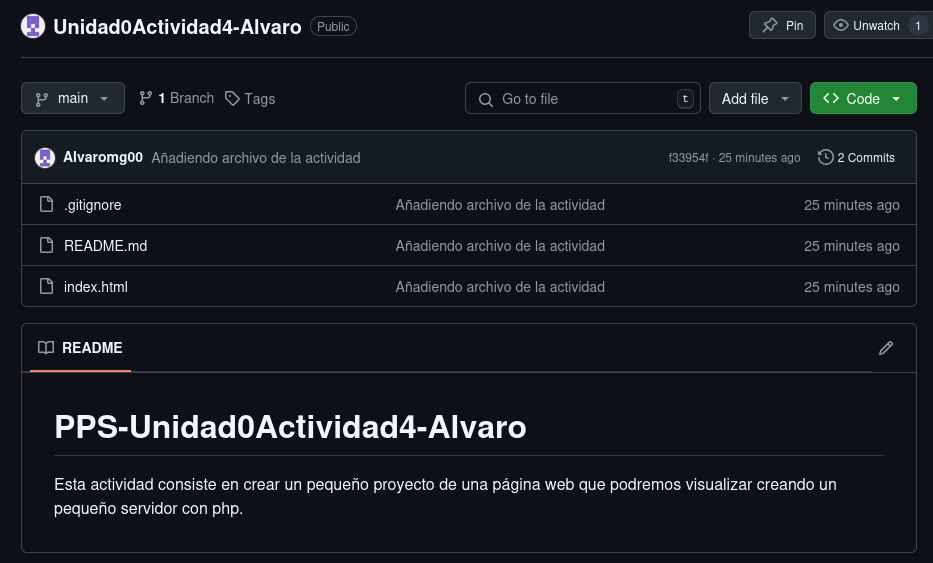 Unidad0Actividad4-Alvaro Public Pin Unwatch 1
main 1 Branch Tags Go to file t Add file Code
Alvaromg00 Añadiendo archivo de la actividad f33954f · 25 minutes ago 2 Commits
.gitignore Añadiendo archivo de la actividad 25 minutes ago
README.md Añadiendo archivo de la actividad 25 minutes ago
index.html Añadiendo archivo de la actividad 25 minutes ago
README
PPS-Unidad0Actividad4-Alvaro
Esta actividad consiste en crear un pequeño proyecto de una página web que podremos visualizar creando un
pequeño servidor con php.